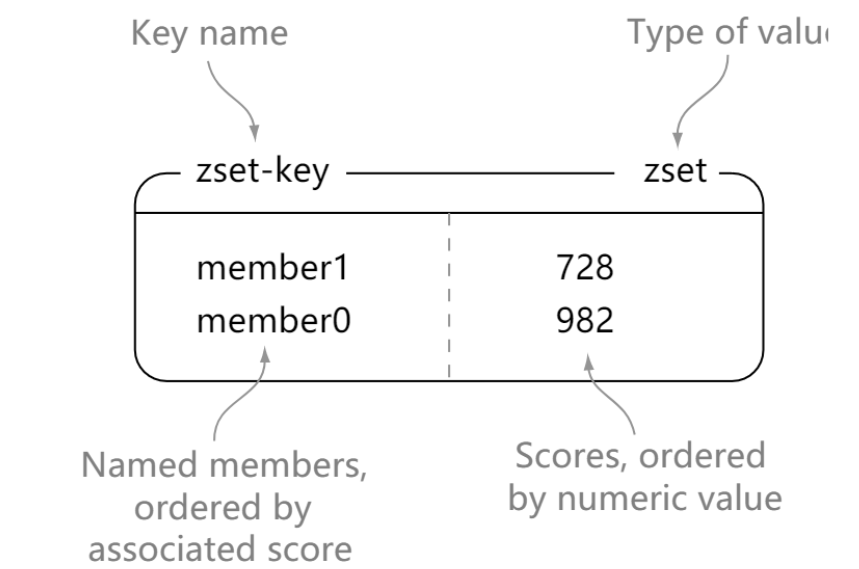 Key name
Type of valu
zset-key
zset
member1
728
member0
982
Named members,
ordered by
associated score
Scores, ordered
by numeric value